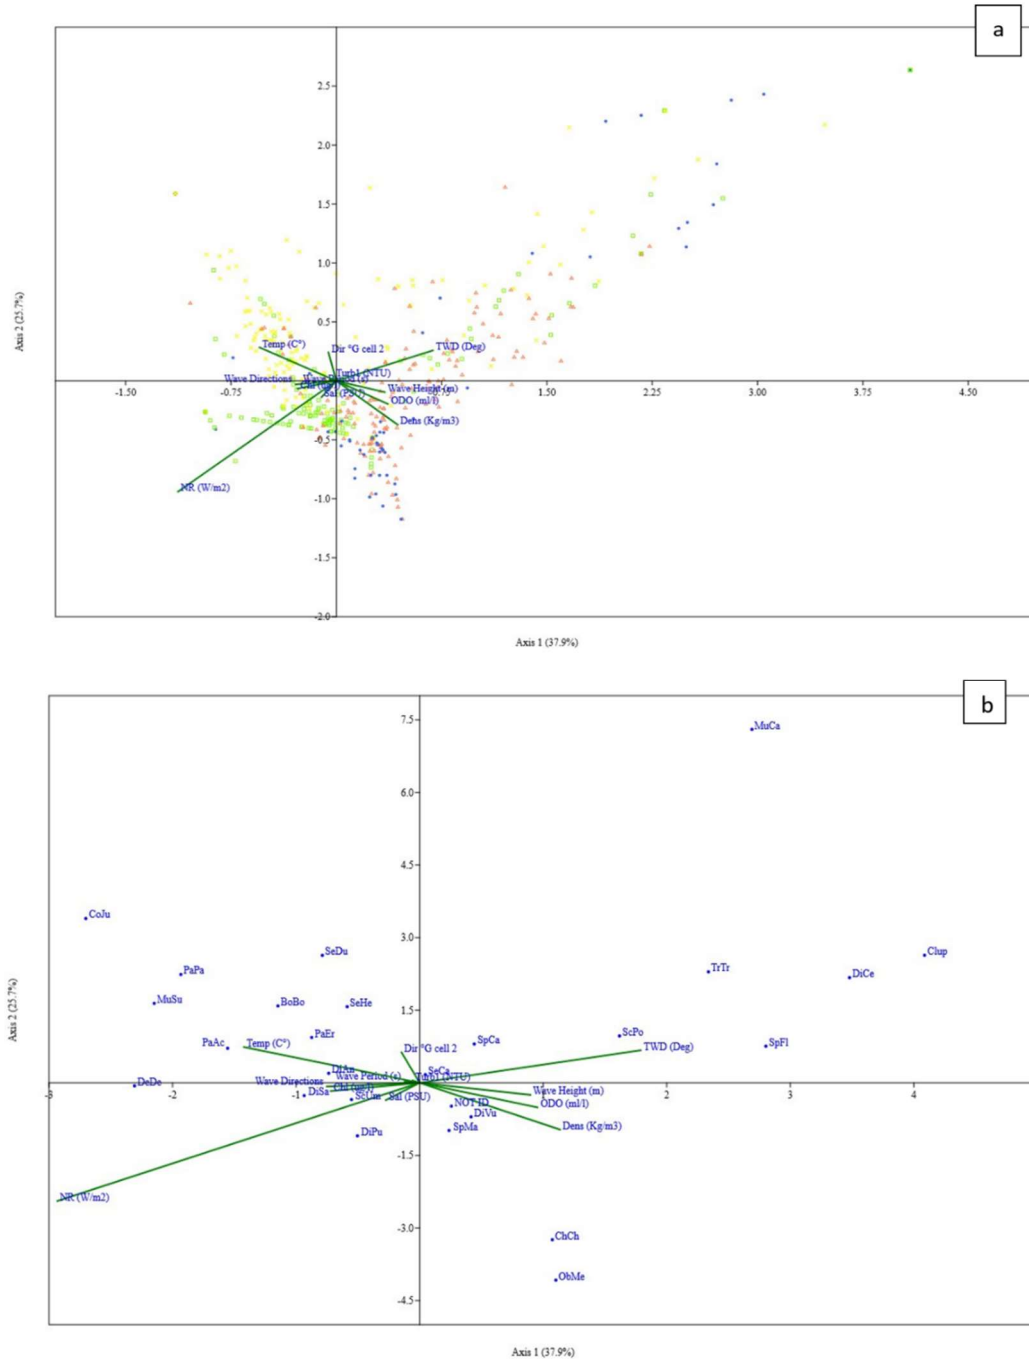 a
2.5
2.0
1.5
1.0
0.5
Temp (C°)
Dir °G cell 2
TWD (Deg)
Turb1 (NTU)
Wave Directions
-1.50
-0.75
1.50
2.25
3.00
3.75
4.50
Wave Height (m)
Sal (PSU)
ODO (ml/l)
Dens (Kg/m3)
-0.5
NR (W/m2)
-1.0
-1.5
-2.0
Axis 2 (25.7%)
Axis 1 (37.9%)
b
7.5
MuCa
6.0
4.5
CoJu
3.0
SeDu
Clup
PaPa
TrTr
DiCe
MuSu
BoBo
SeHe
1.5
PaEr
ScPo
SpCa
SpFl
PaAc
Temp (C°)
Dir °G cell 2
TWD (Deg)
DiAn
SeCa
Wave Period (s)
Turb1 (NTU)
DeDe
Wave Directions
-3
-2
2
3
4
DiSa
ScUm
Sal (PSU)
Wave Height (m)
ODO (ml/l)
NOT ID
DiVu
Dens (Kg/m3)
DiPu
SpMa
-1.5
NR (W/m2)
-3.0
ChCh
ObMe
-4.5
Axis 2 (25.7%)
Axis 1 (37.9%)